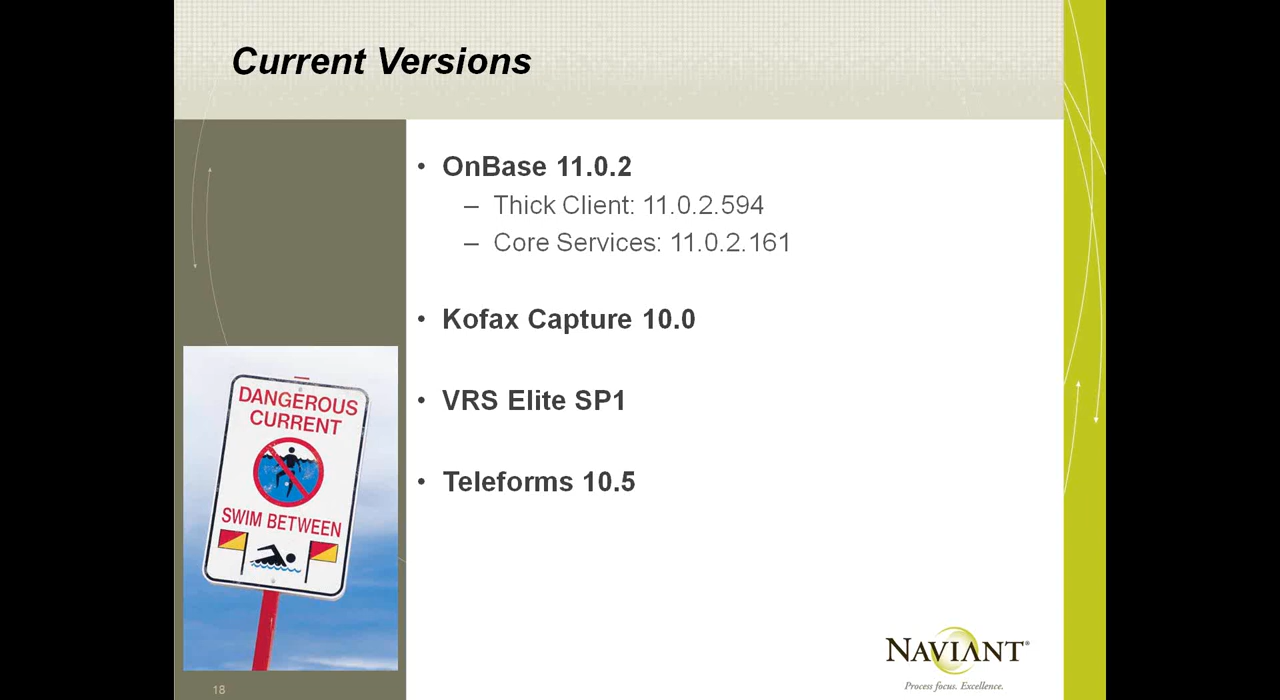 Current Versions
• OnBase 11.0.2
– Thick Client: 11.0.2.594
– Core Services: 11.0.2.161
• Kofax Capture 10.0
• VRS Elite SP1
• Teleforms 10.5
DANGEROUS
CURRENT
SWIM BETWEEN
NAVIANT®
Process focus. Excellence.
18